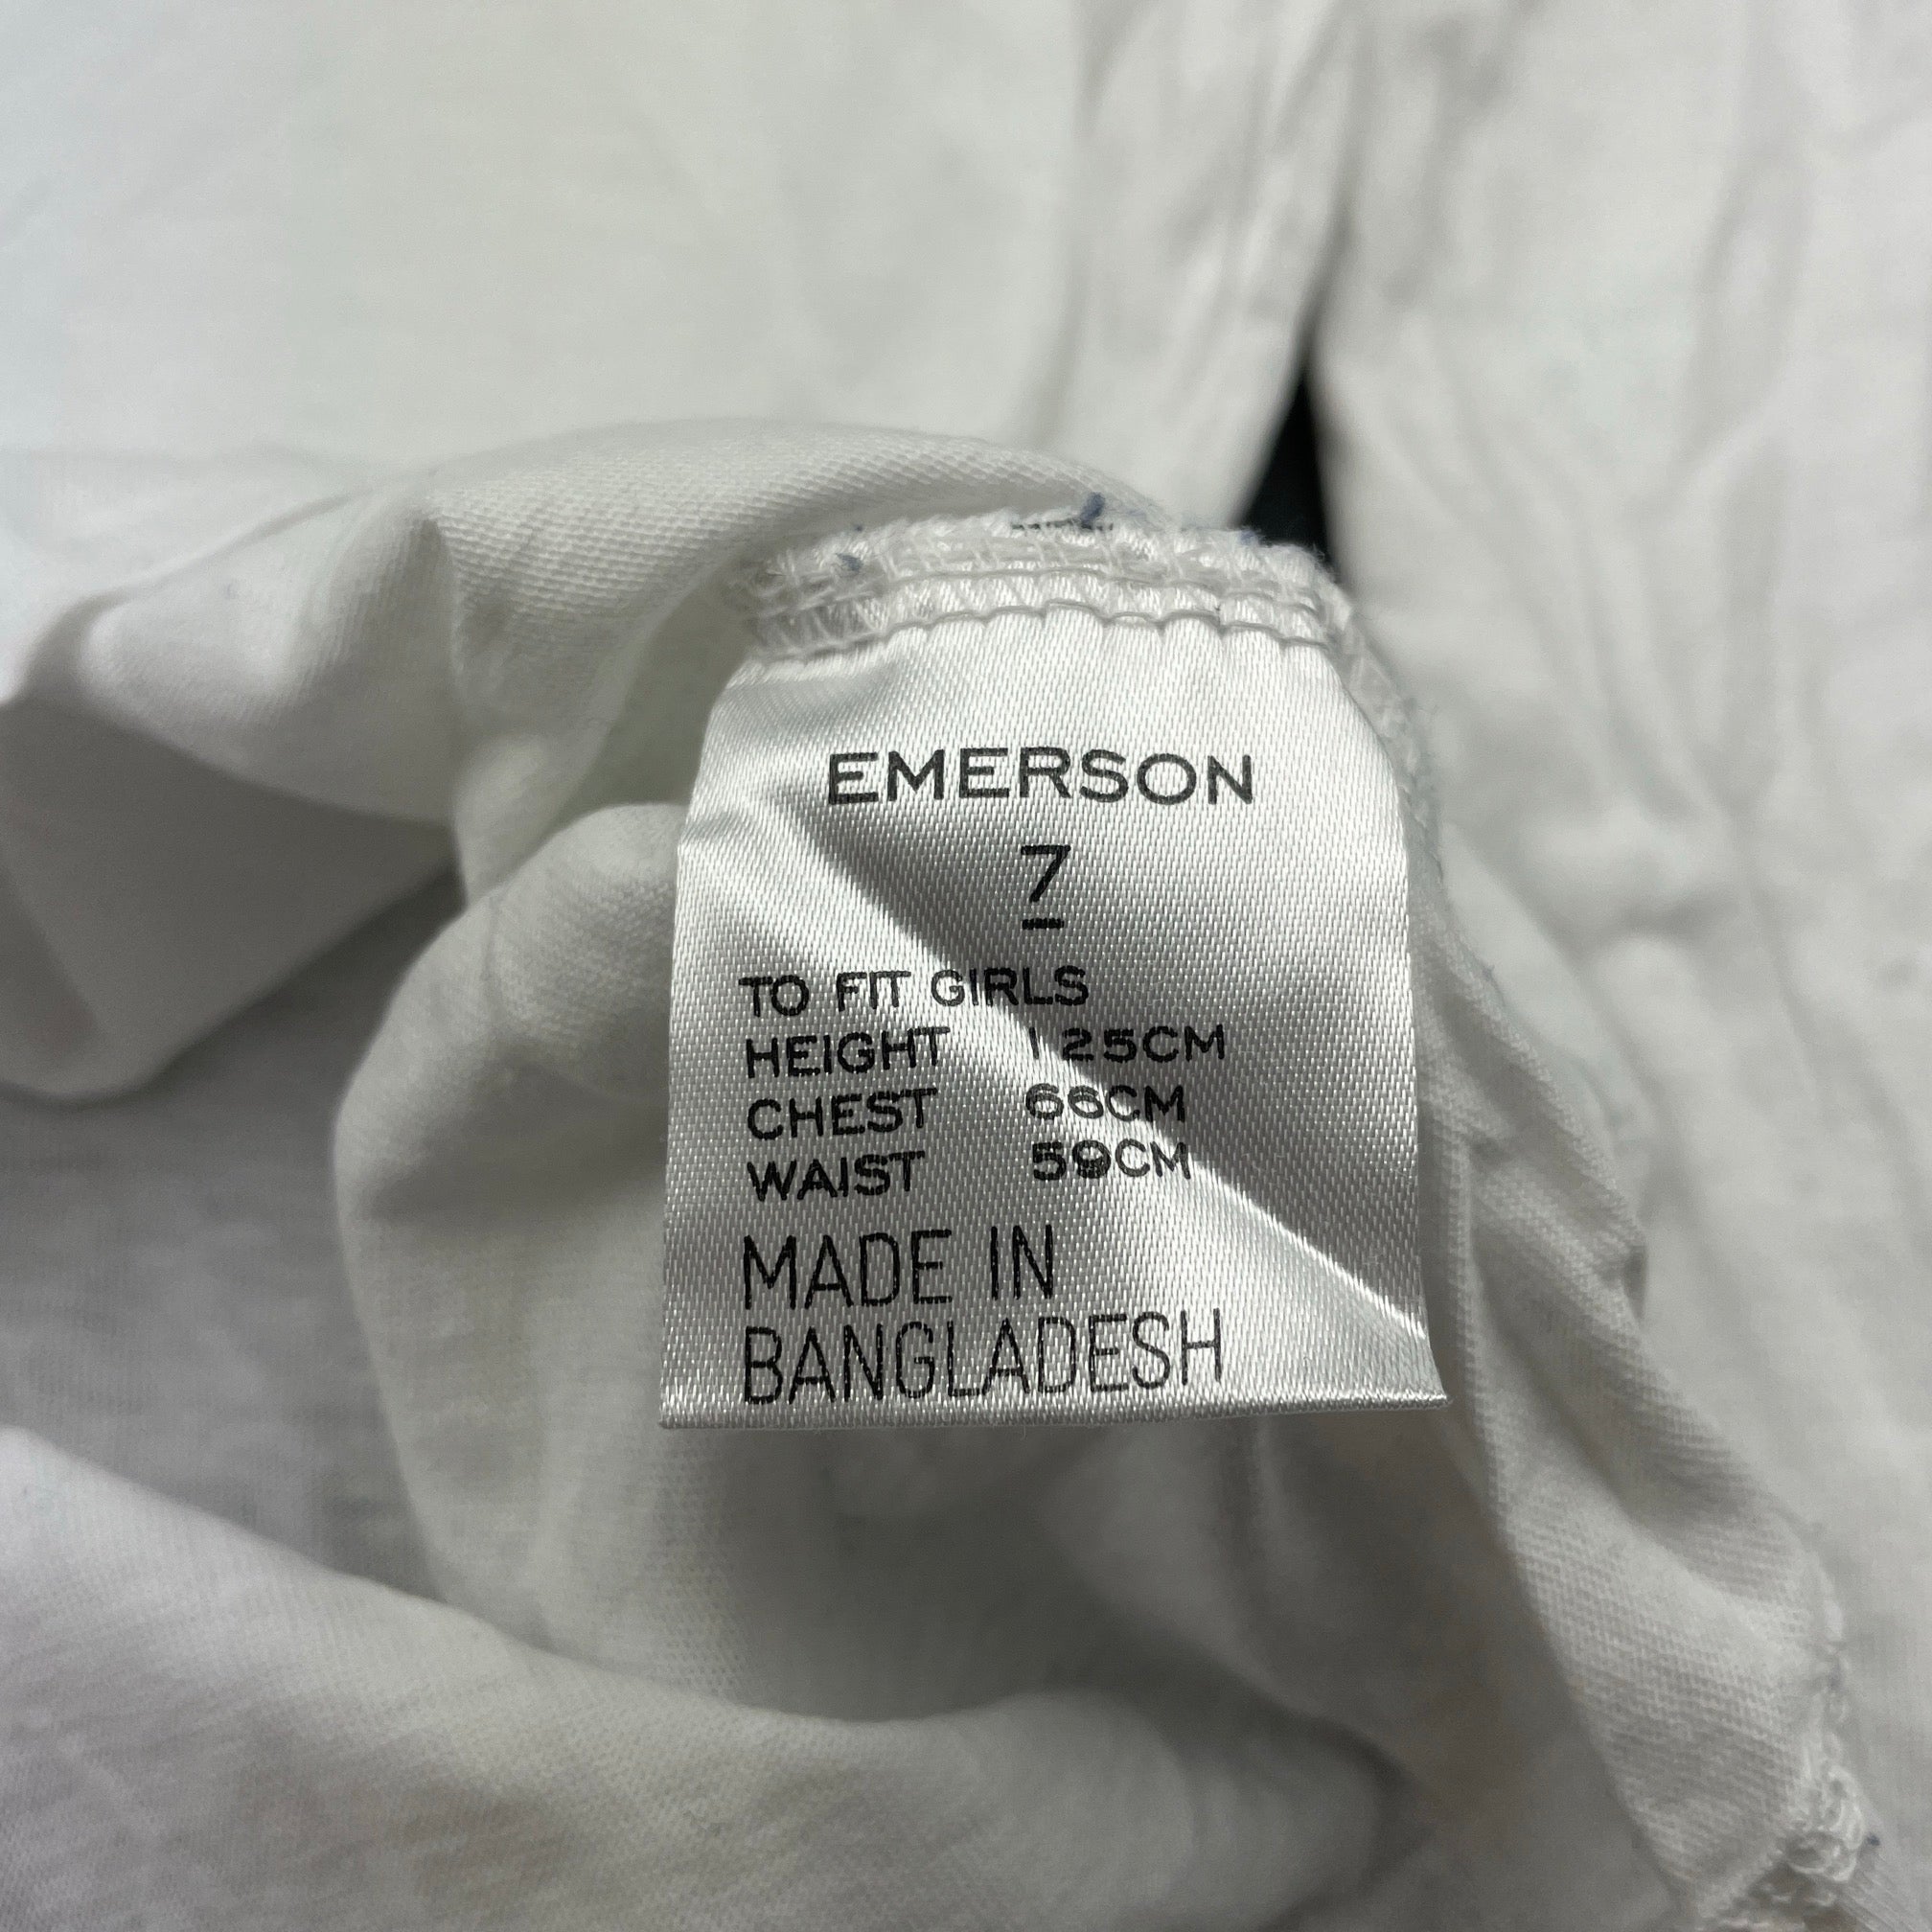 EMERSON
7
TO FIT GIRLS
HEIGHT 125CM
CHEST 66CM
WAIST 59CM
MADE IN
BANGLADESH